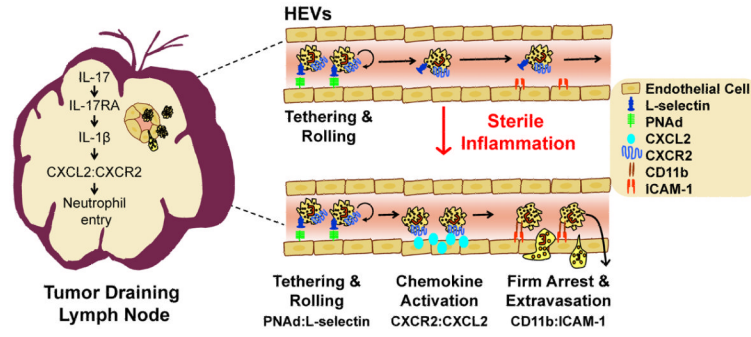 HEVs
IL-17
IL-17RA
IL-1β
CXCL2:CXCR2
Neutrophil
entry
Tumor Draining
Lymph Node
Tethering &
Rolling
Sterile
Inflammation
Tethering &
Rolling
PNAd:L-selectin
Chemokine
Activation
CXCR2:CXCL2
Firm Arrest &
Extravasation
CD11b:ICAM-1
Endothelial Cell
L-selectin
PNAd
CXCL2
CXCR2
CD11b
ICAM-1